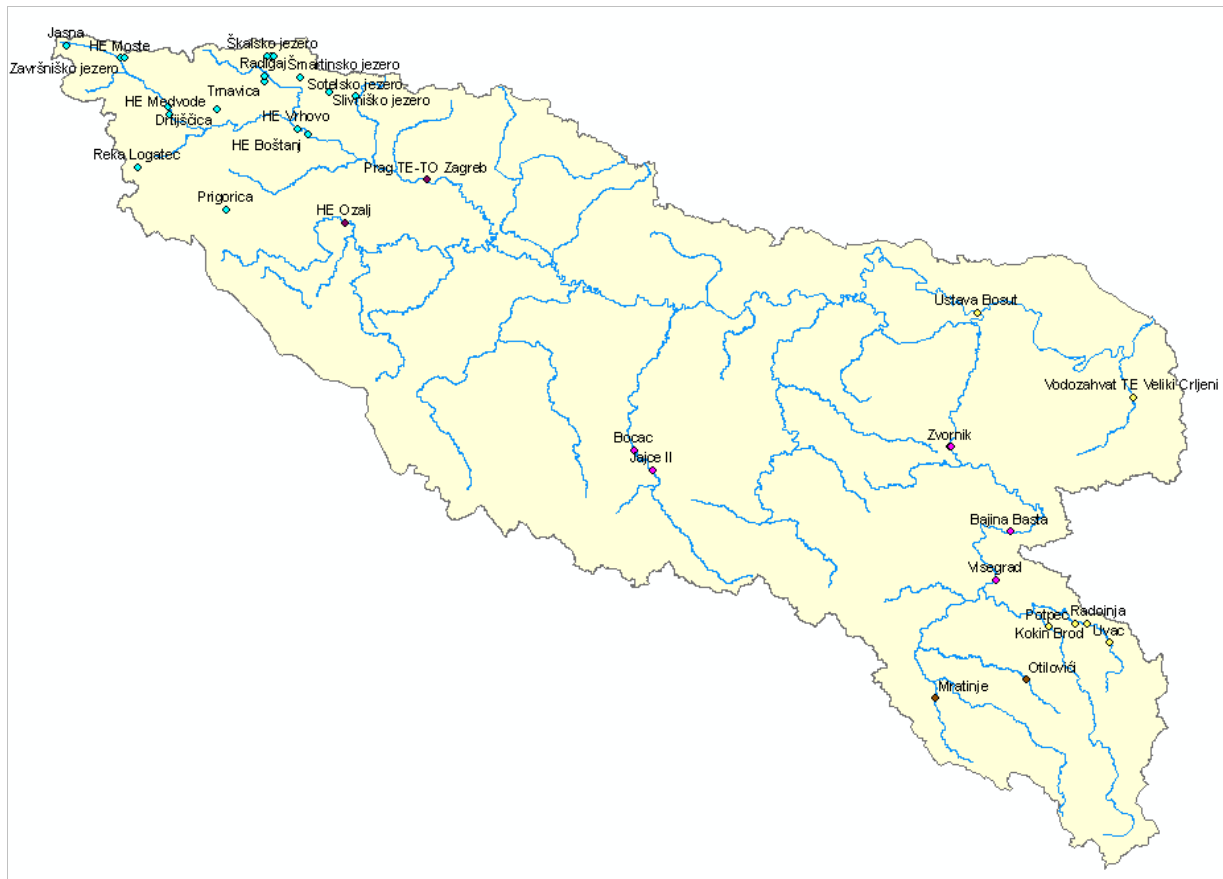 Jasna
HE Moste
Škalsko jezero
Završniško jezero
Radigaj
Šmartinsko jezero
Trnavica
Sotelsko jezero
Slivniško jezero
HE Medvode
Drtijščica
HE Vrhovo
HE Boštanj
Reka Logatec
Prag TE-TO Zagreb
Prigorica
HE Ozalj
Ustava Bosut
Vodozahvat TE Veliki Crljeni
Bocac
Zvornik
Jajce II
Bajina Basta
Visegrad
Potpeć
Radoinja
Kokin Brod
Uvac
Otilovići
Mratinje